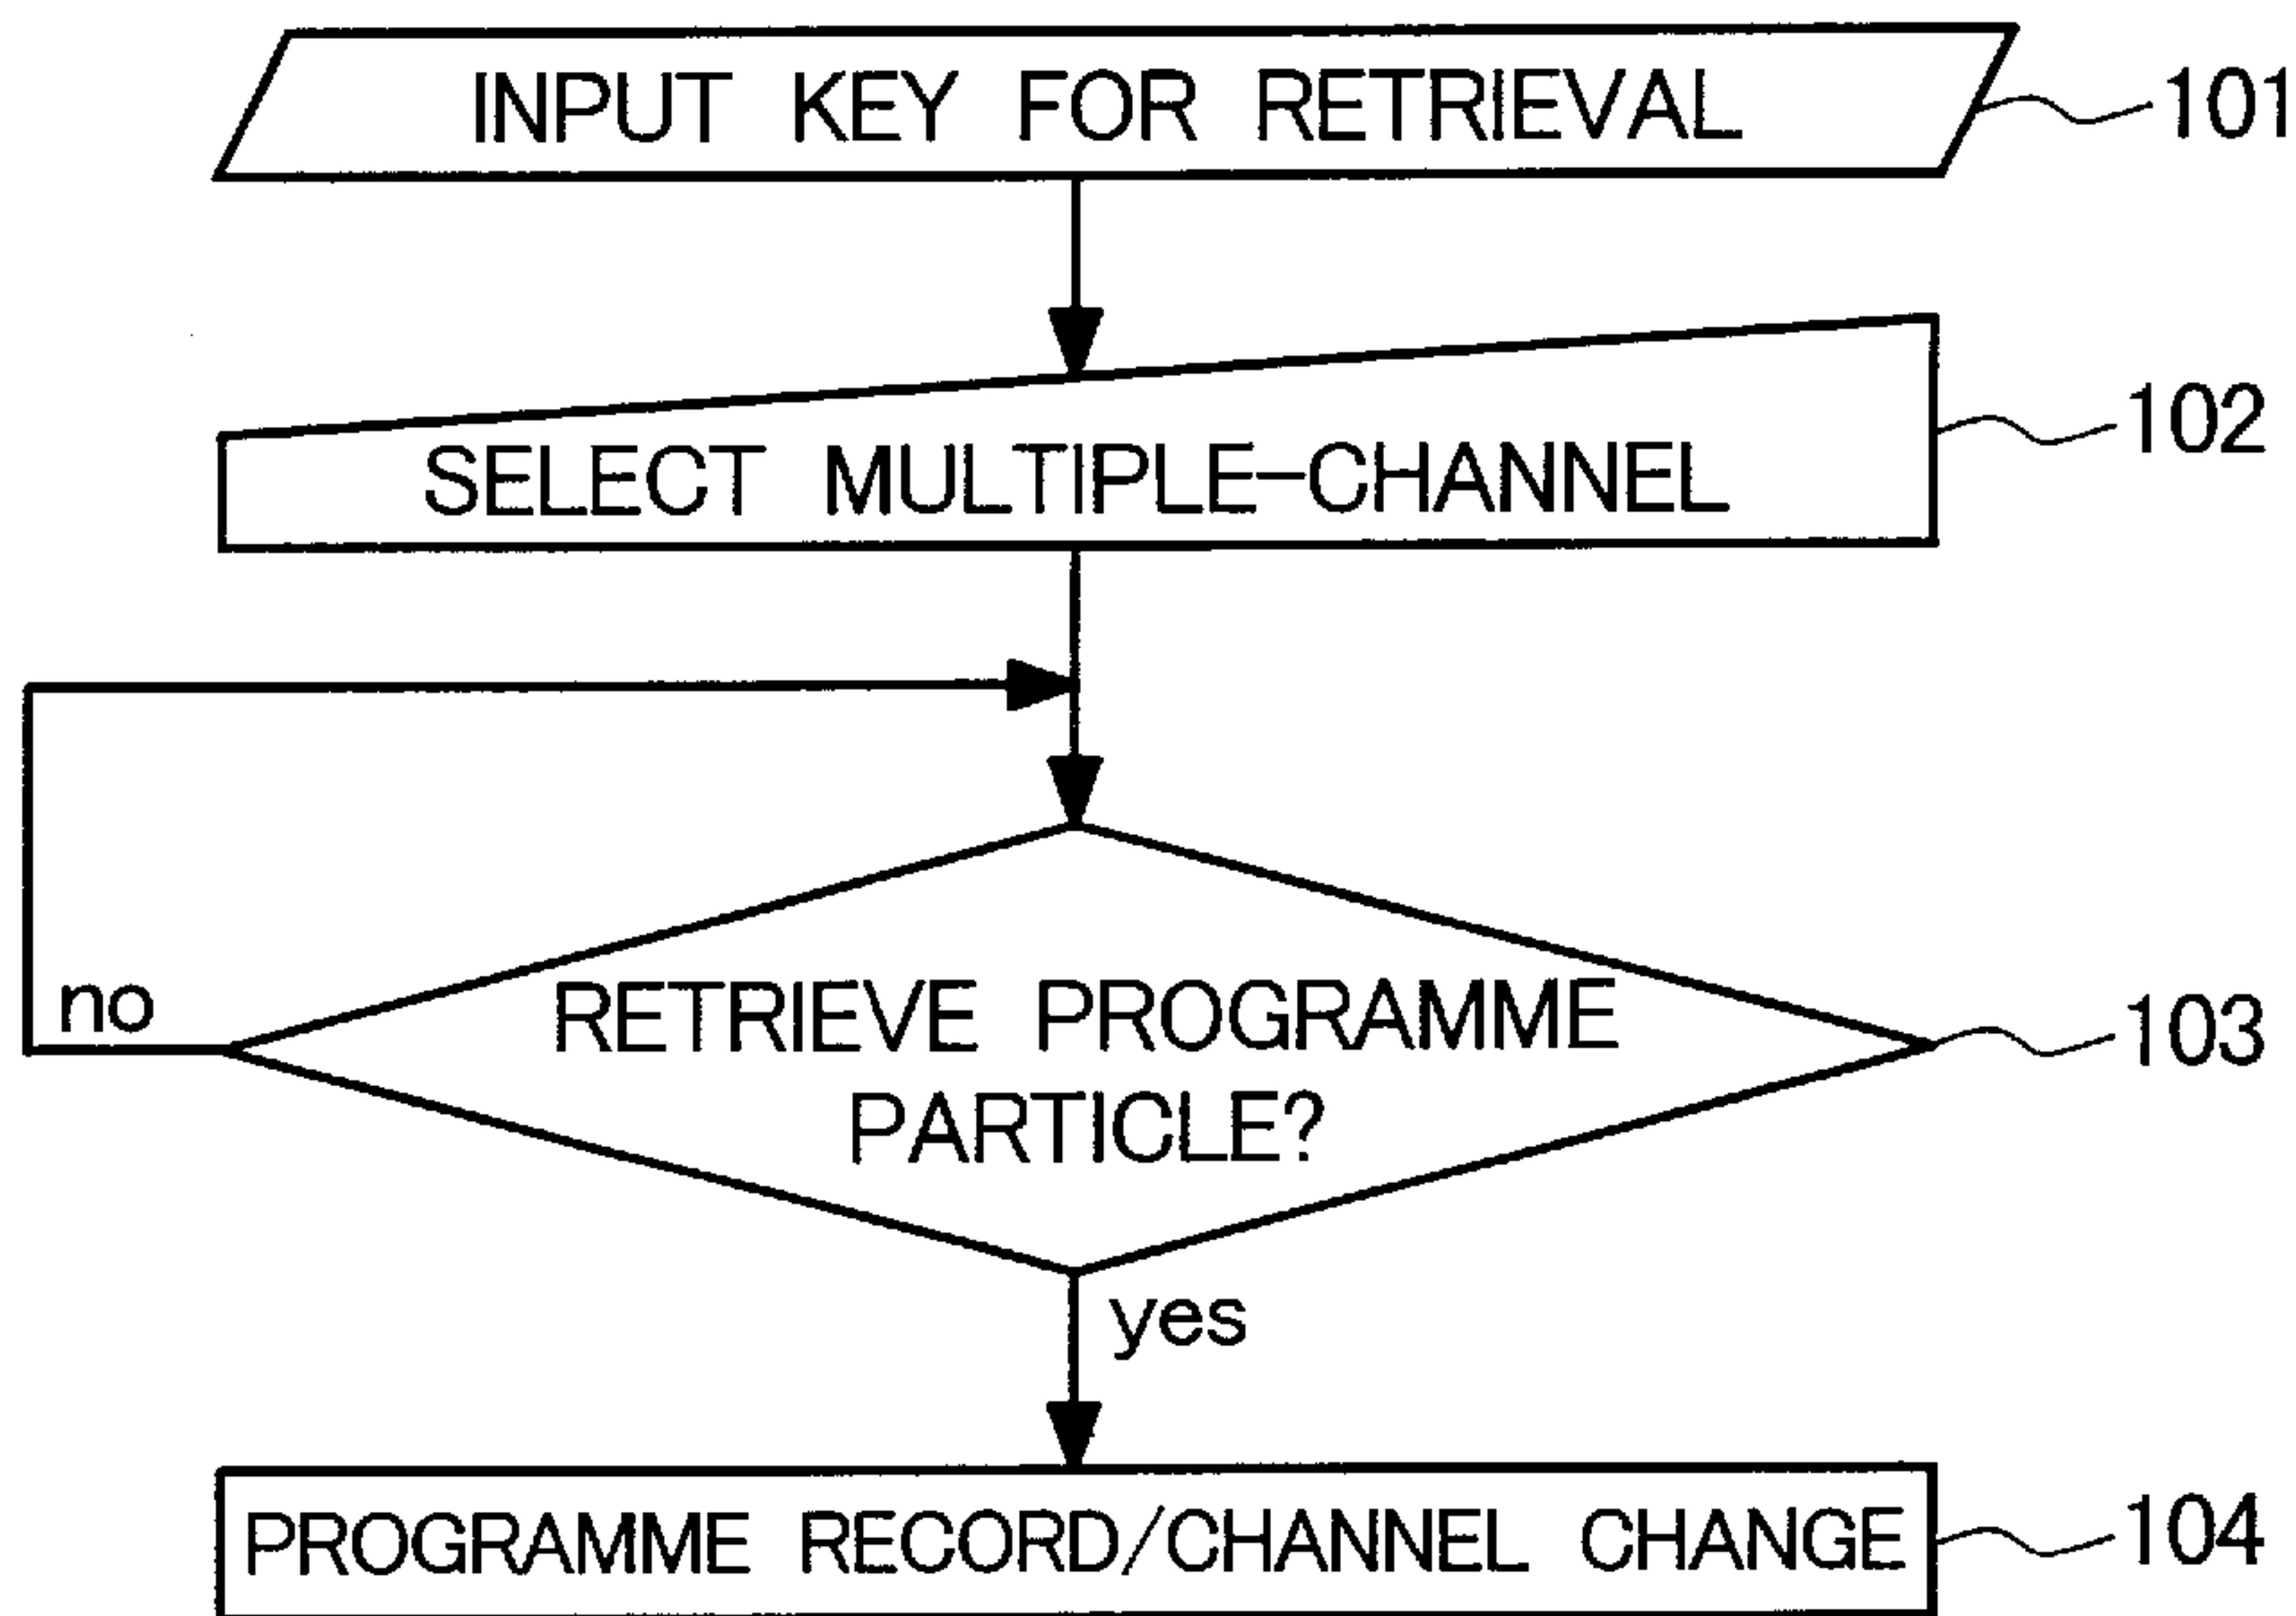 INPUT KEY FOR RETRIEVAL
101
SELECT MULTIPLE-CHANNEL
102
no
RETRIEVE PROGRAMME
PARTICLE?
103
yes
PROGRAMME RECORD/CHANNEL CHANGE
104